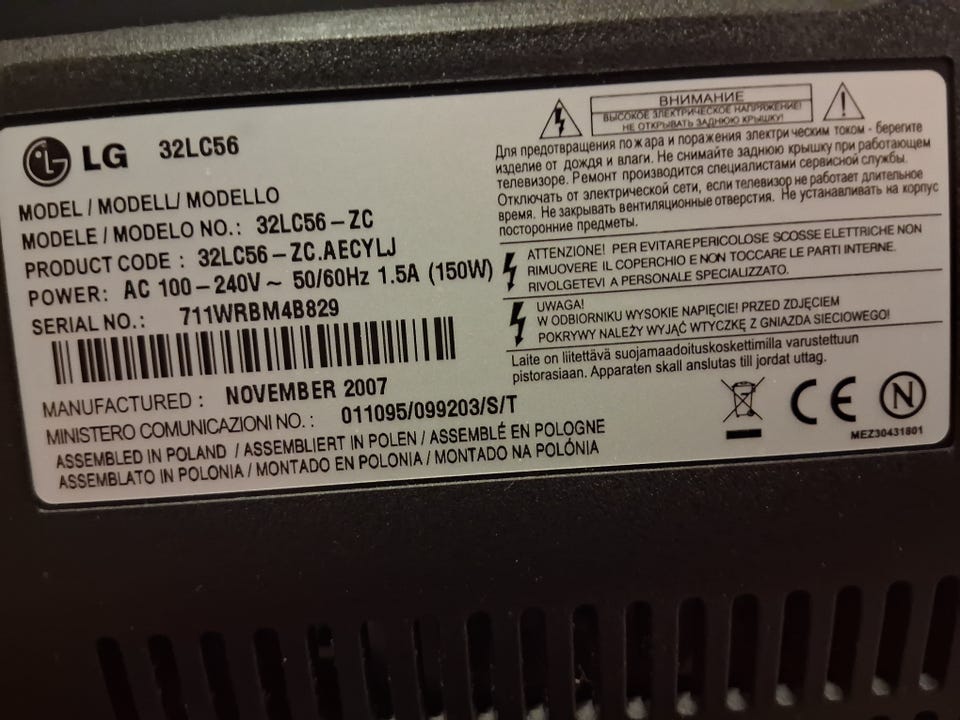 LG 32LC56
MODEL / MODELL/ MODELLO
MODELE / MODELO NO.: 32LC56-ZC
PRODUCT CODE : 32LC56-ZC.AECYLJ
POWER: AC 100-240V~ 50/60Hz 1.5A (150W)
SERIAL NO.: 711WRBM4B829
MANUFACTURED : NOVEMBER 2007
MINISTERO COMUNICAZIONI NO. : 011095/099203/S/T
ASSEMBLED IN POLAND / ASSEMBLIERT IN POLEN / ASSEMBLÉ EN POLOGNE
ASSEMBLATO IN POLONIA / MONTADO EN POLONIA / MONTADO NA POLÓNIA
ВНИМАНИЕ
ВЫСОКОЕ ЭЛЕКТРИЧЕСКОЕ НАПРЯЖЕНИЕ!
НЕ ОТКРЫВАТЬ ЗАДНЮЮ КРЫШКУ!
Для предотвращения пожара и поражения электрическим током - берегите
изделие от дождя и влаги. Не снимайте заднюю крышку при работающем
телевизоре. Ремонт производится специалистами сервисной службы.
Отключать от электрической сети, если телевизор не работает длительное
время. Не закрывать вентиляционные отверстия. Не устанавливать на корпус
посторонние предметы.
ATTENZIONE! PER EVITARE PERICOLOSE SCOSSE ELETTRICHE NON
RIMUOVERE IL COPERCHIO E NON TOCCARE LE PARTI INTERNE.
RIVOLGETEVI A PERSONALE SPECIALIZZATO.
UWAGA!
W ODBIORNIKU WYSOKIE NAPIĘCIE! PRZED ZDJĘCIEM
POKRYWY NALEŻY WYJĄĆ WTYCZKĘ Z GNIAZDA SIECIOWEGO!
Laite on liitettävä suojamaadoituskoskettimilla varustettuun
pistorasiaan. Apparaten skall anslutas till jordat uttag.
CE N
MEZ30431801